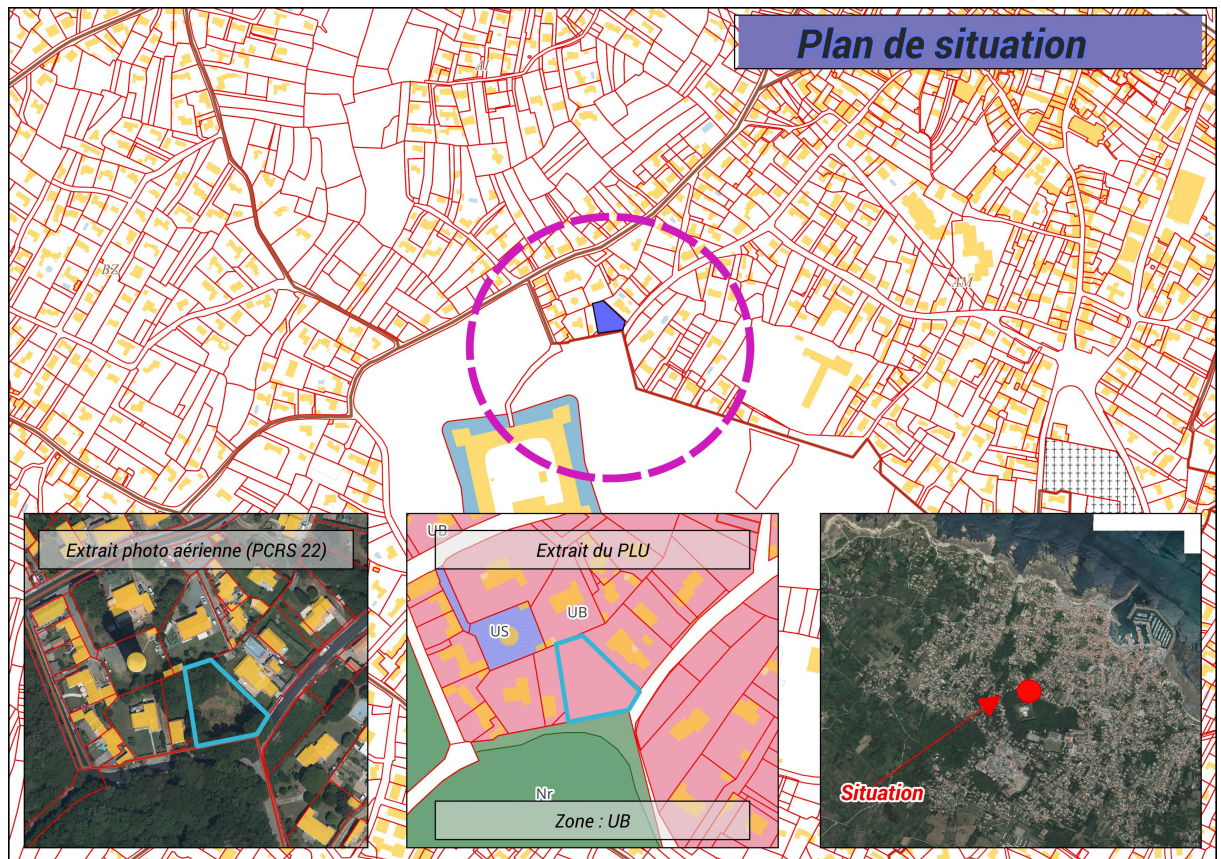 Plan de situation
AI
BZ
AM
Extrait photo aérienne (PCRS 22)
UB
Extrait du PLU
US
UB
Nr
Zone : UB
Situation